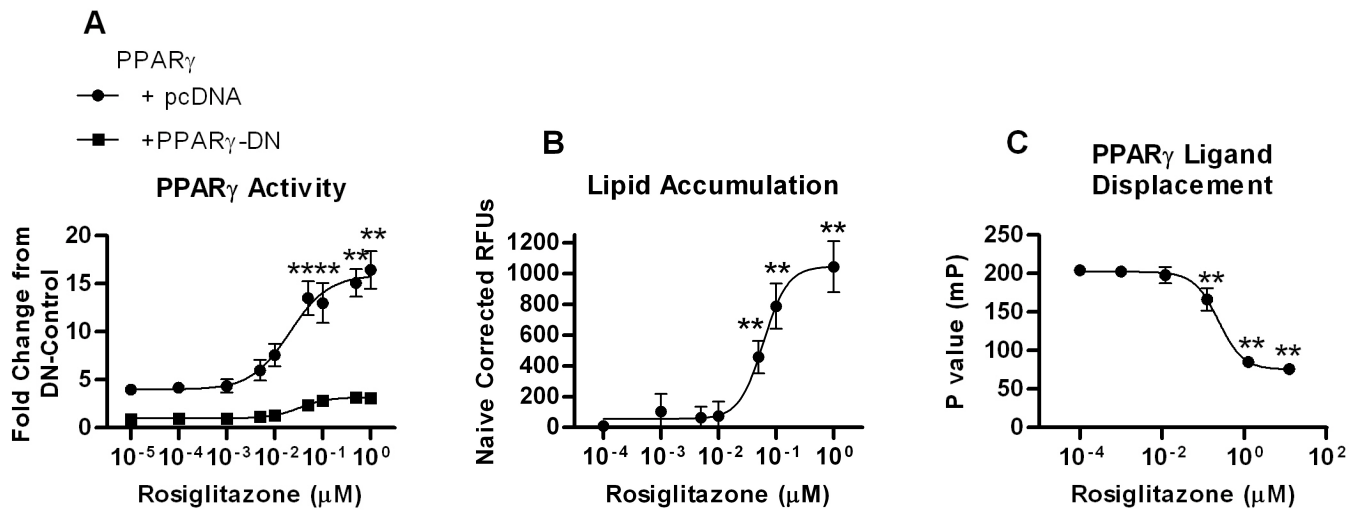 A
PPARγ
+ pcDNA
+PPARγ-DN
PPARγ Activity
Fold Change from
DN-Control
20
15
10
5
0
** ** ** **
10⁻⁵ 10⁻⁴ 10⁻³ 10⁻² 10⁻¹ 10⁰
Rosiglitazone (μM)
B
Lipid Accumulation
Naive Corrected RFUs
1200
1000
800
600
400
200
0
** ** **
10⁻⁴ 10⁻³ 10⁻² 10⁻¹ 10⁰
Rosiglitazone (μM)
C
PPARγ Ligand
Displacement
P value (mP)
250
200
150
100
50
0
** ** **
10⁻⁴ 10⁻² 10⁰ 10²
Rosiglitazone (μM)